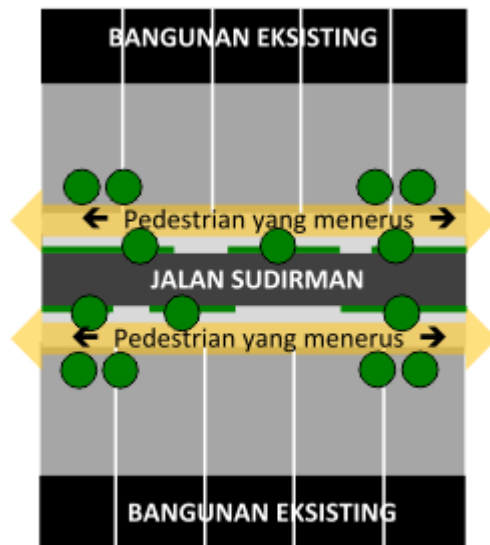 BANGUNAN EKSISTING
🡸 Pedestrian yang menerus 🡺
JALAN SUDIRMAN
🡸 Pedestrian yang menerus 🡺
BANGUNAN EKSISTING